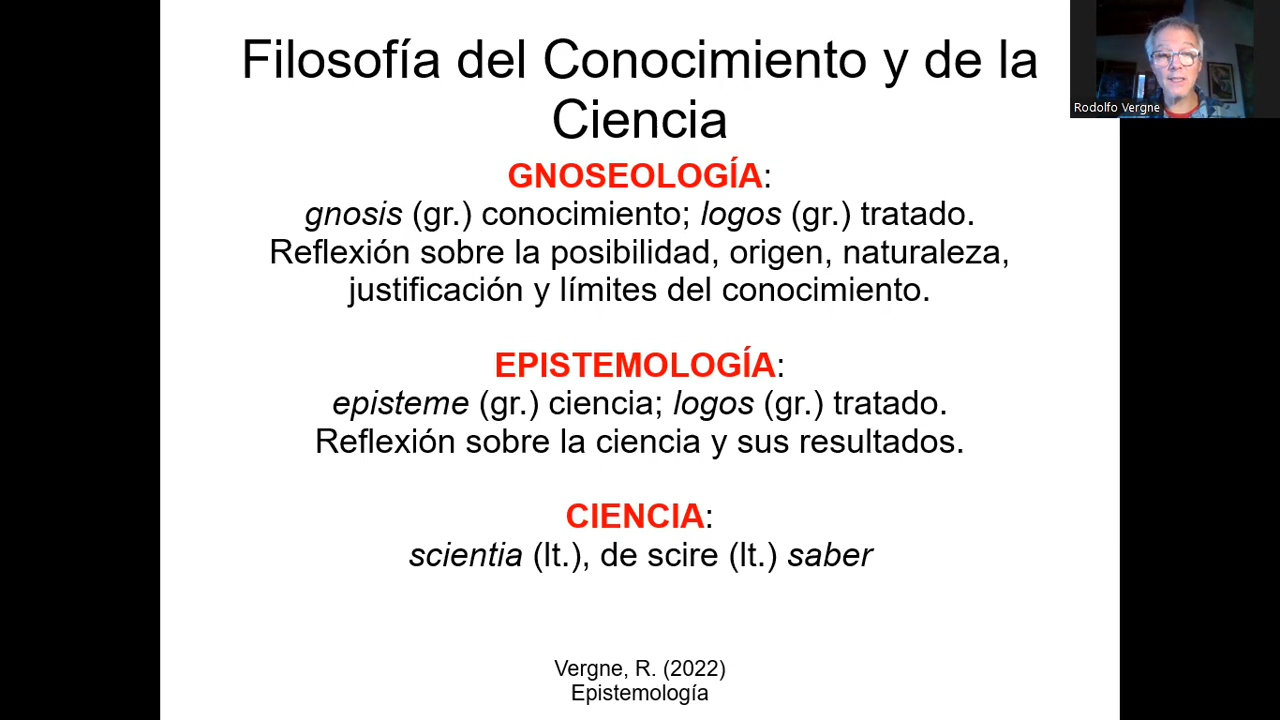 Filosofía del Conocimiento y de la
Ciencia
Rodolfo Vergne
GNOSEOLOGÍA:
gnosis (gr.) conocimiento; logos (gr.) tratado.
Reflexión sobre la posibilidad, origen, naturaleza,
justificación y límites del conocimiento.
EPISTEMOLOGÍA:
episteme (gr.) ciencia; logos (gr.) tratado.
Reflexión sobre la ciencia y sus resultados.
CIENCIA:
scientia (lt.), de scire (lt.) saber
Vergne, R. (2022)
Epistemología